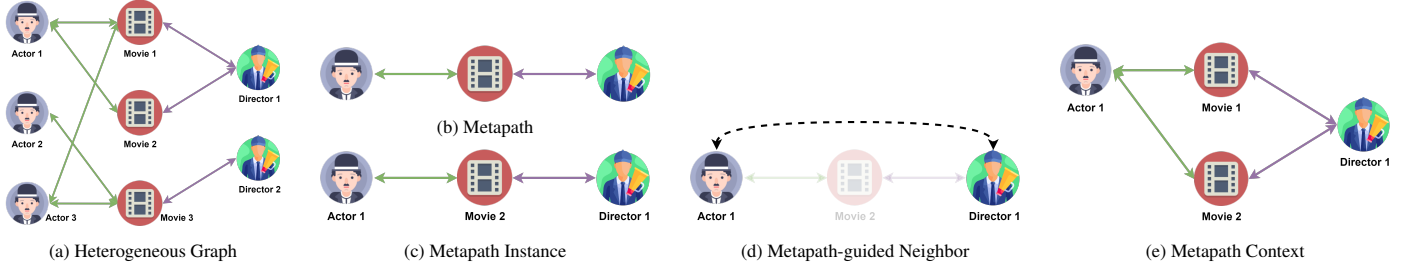 Actor 1
Movie 1
Director 1
Actor 2
Movie 2
Director 2
Actor 3
Movie 3
(a) Heterogeneous Graph
(b) Metapath
Actor 1
Movie 2
Director 1
(c) Metapath Instance
Actor 1
Movie 2
Director 1
(d) Metapath-guided Neighbor
Actor 1
Movie 1
Director 1
Movie 2
(e) Metapath Context